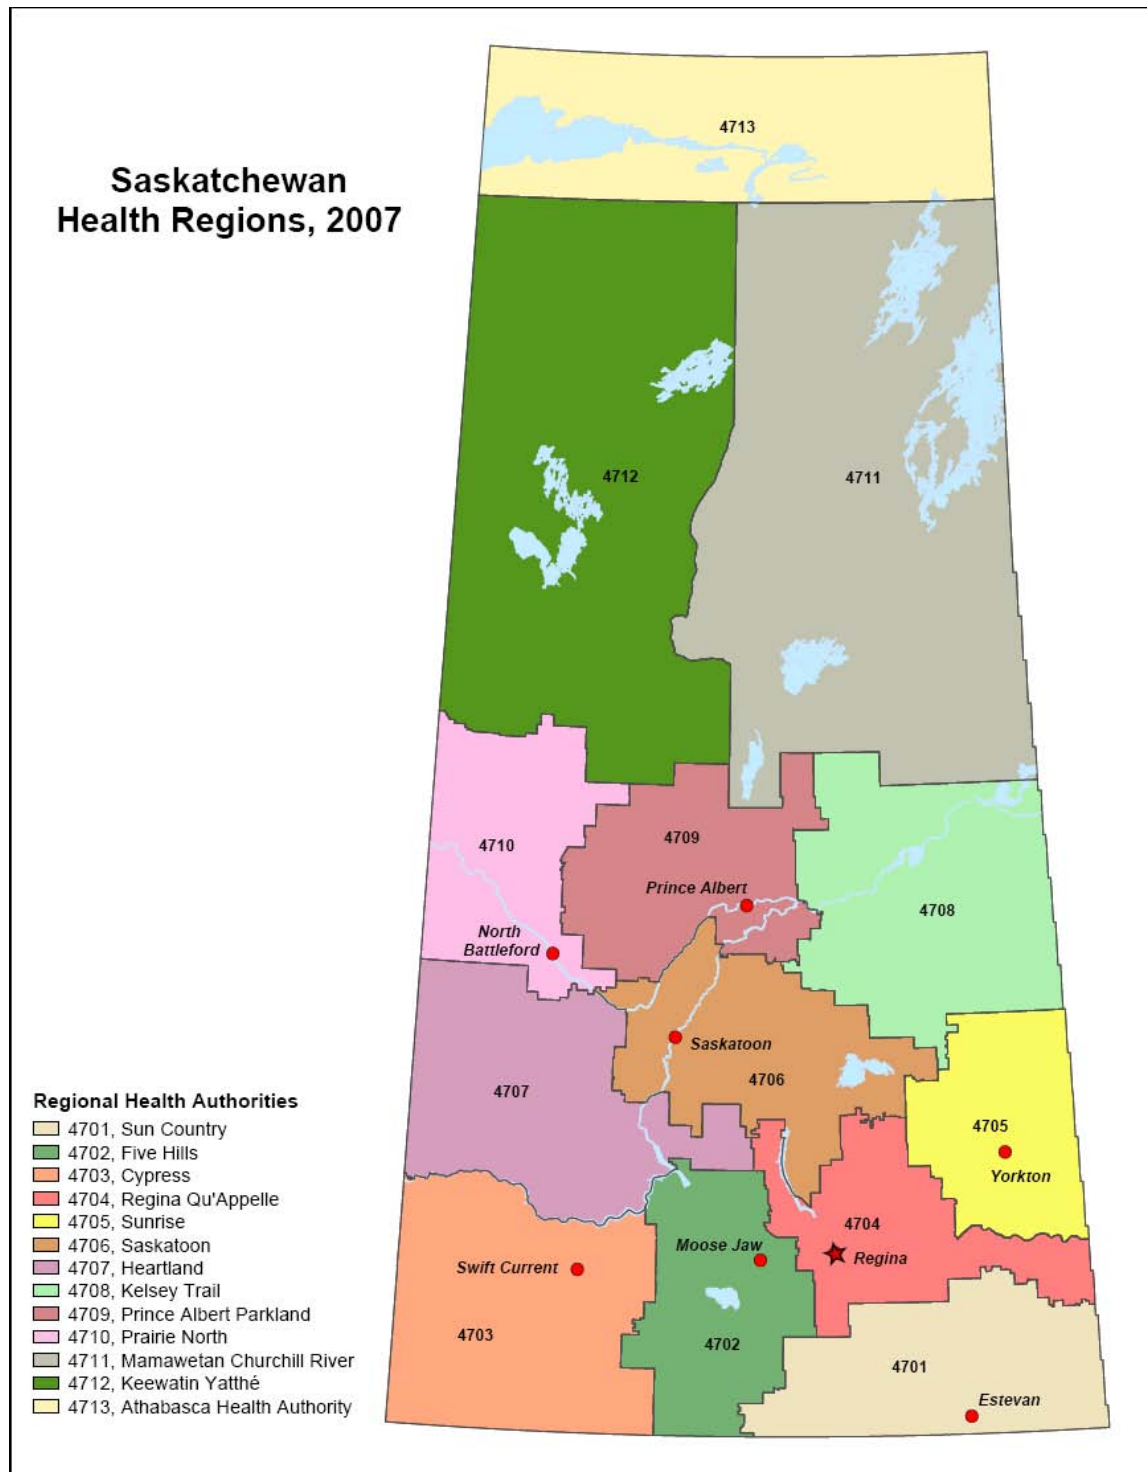 Saskatchewan
Health Regions, 2007
4713
4712
4711
4710
4709
Prince Albert
4708
North
Battleford
Saskatoon
4706
4707
4705
Yorkton
4704
Moose Jaw
Regina
Swift Current
4703
4702
4701
Estevan
Regional Health Authorities
4701, Sun Country
4702, Five Hills
4703, Cypress
4704, Regina Qu'Appelle
4705, Sunrise
4706, Saskatoon
4707, Heartland
4708, Kelsey Trail
4709, Prince Albert Parkland
4710, Prairie North
4711, Mamawetan Churchill River
4712, Keewatin Yatthé
4713, Athabasca Health Authority